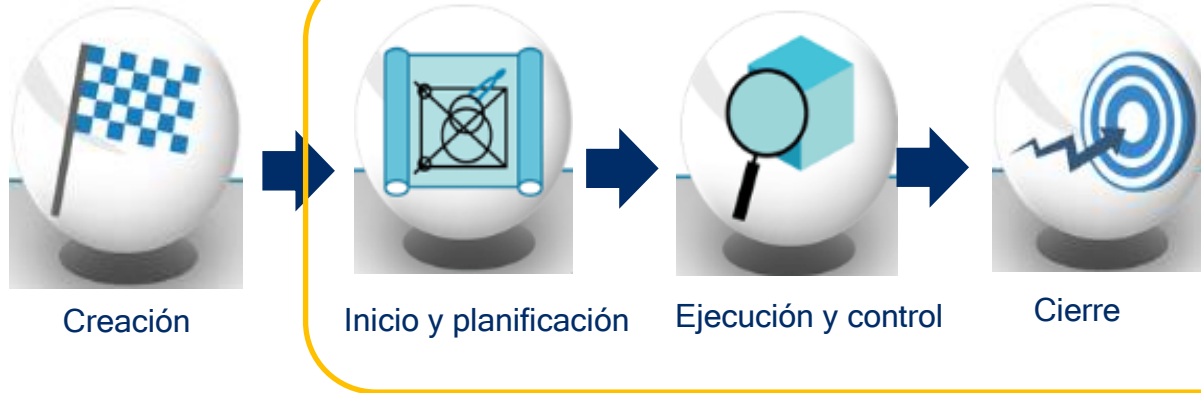 Creación
Inicio y planificación
Ejecución y control
Cierre